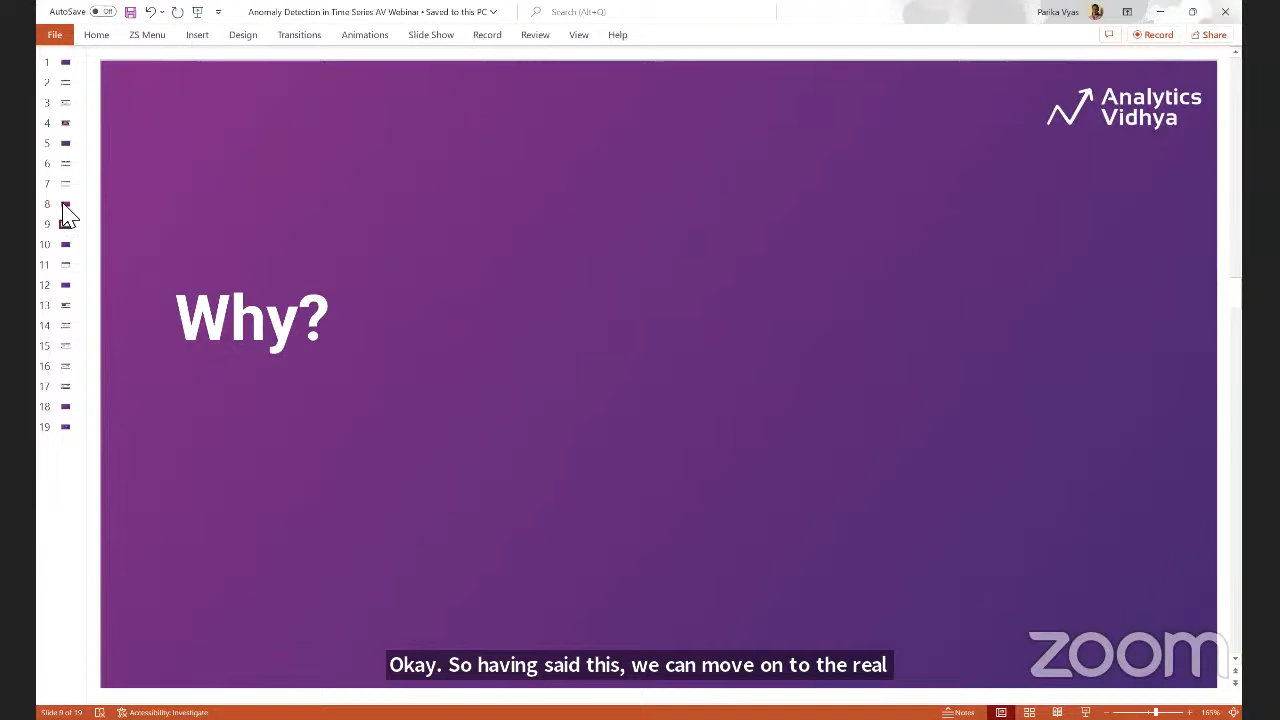 AutoSave Off Anomaly Detection in Time Series AV Webinar • Saved to this PC Search (Alt+Q) Parika Vyas
File Home ZS Menu Insert Design Transitions Animations Slide Show Record Review View Help Record Share
1
2
3
4
5
6
7
8
9
10
11
12
13
14
15
16
17
18
19
Analytics
Vidhya
Why?
zoom
Okay. So having said this, we can move on to the real
Slide 9 of 19 Accessibility: Investigate Notes 165%